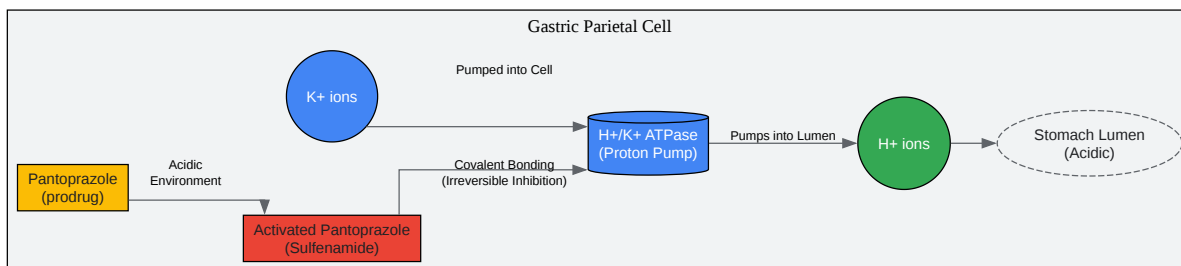 Gastric Parietal Cell
Pumped into Cell
K+ ions
H+/K+ ATPase
(Proton Pump)
Pumps into Lumen
H+ ions
Stomach Lumen
(Acidic)
Acidic
Environment
Covalent Bonding
(Irreversible Inhibition)
Pantoprazole
(prodrug)
Activated Pantoprazole
(Sulfenamide)